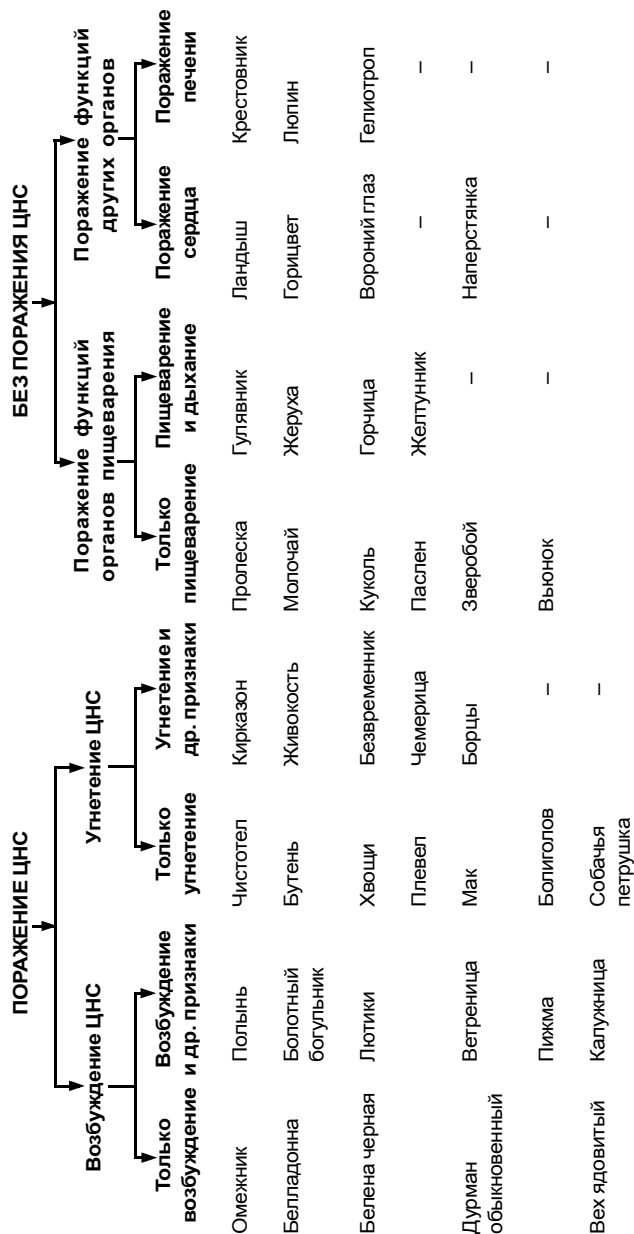 ПОРАЖЕНИЕ ЦНС
БЕЗ ПОРАЖЕНИЯ ЦНС
Возбуждение ЦНС
Угнетение ЦНС
Поражение функций
органов пищеварения
Поражение функций
других органов
Только
возбуждение
Возбуждение
и др. признаки
Только
угнетение
Угнетение и
др. признаки
Только
пищеварение
Пищеварение
и дыхание
Поражение
сердца
Поражение
печени
Омежник Полынь Чистотел Кирказон Пролеска Гулявник Ландыш Крестовник
Белладонна Болотный
богульник Бутень Живокость Молочай Жеруха Горицвет Люпин
Белена черная Лютики Хвощи Безвременник Куколь Горчица Вороний глаз Гелиотроп
Плевел Чемерица Паслен Желтунник – –
Дурман
обыкновенный Ветреница Мак Борцы Зверобой – Наперстянка –
Пижма Болиголов – Вьюнок – – –
Вех ядовитый Калужница Собачья
петрушка –